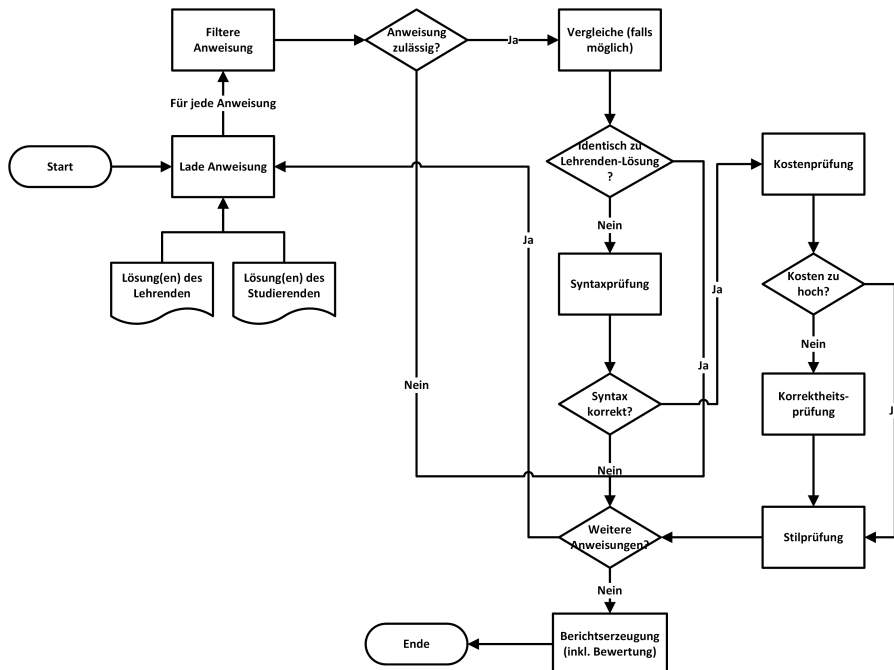 Filtere
Anweisung
Anweisung
zulässig?
Ja
Vergleiche (falls
möglich)
Für jede Anweisung
Start
Lade Anweisung
Identisch zu
Lehrenden-Lösung
?
Kostenprüfung
Nein
Ja
Lösung(en) des
Lehrenden
Lösung(en) des
Studierenden
Syntaxprüfung
Ja
Kosten zu
hoch?
Nein
Nein
Ja
Syntax
korrekt?
Korrektheits-
prüfung
J
Nein
Weitere
Anweisungen?
Stilprüfung
Nein
Ende
Berichtserzeugung
(inkl. Bewertung)